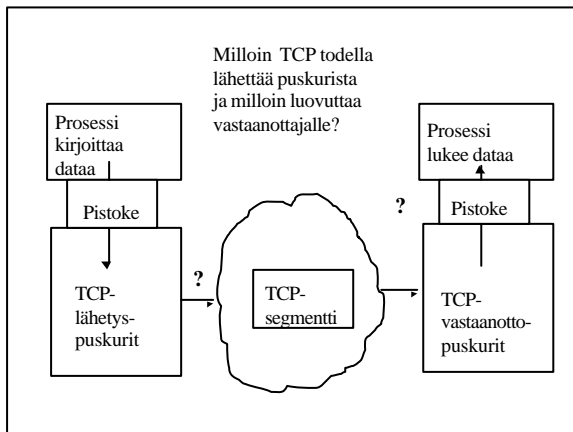 Milloin TCP todella
lähettää puskurista
ja milloin luovuttaa
vastaanottajalle?
Prosessi
kirjoittaa
dataa
Pistoke
TCP-
lähetys-
puskurit
?
TCP-
segmentti
Prosessi
lukee dataa
?
Pistoke
TCP-
vastaanotto-
puskurit